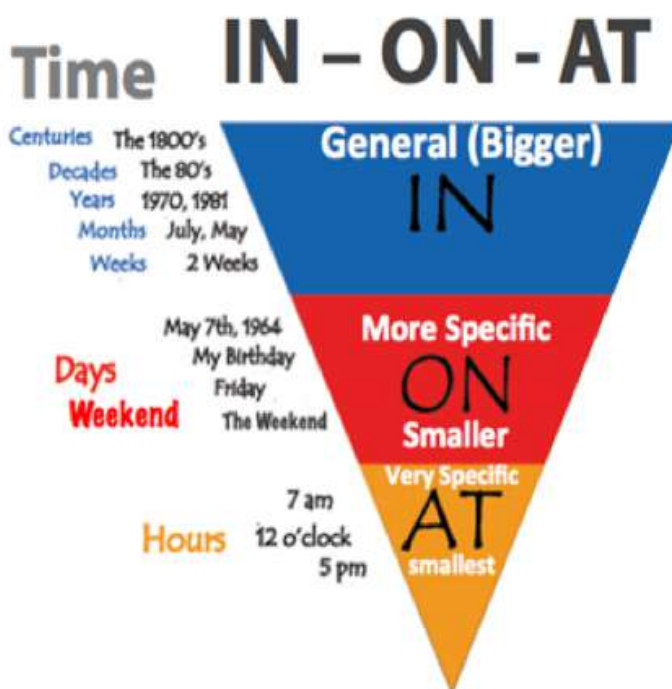 Time IN – ON - AT
Centuries The 1800's
Decades The 80's
Years 1970, 1981
Months July, May
Weeks 2 Weeks
General (Bigger)
IN
May 7th, 1964
My Birthday
Days
Friday
Weekend The Weekend
More Specific
ON
Smaller
7 am
Hours 12 o'clock
5 pm
Very Specific
AT
smallest